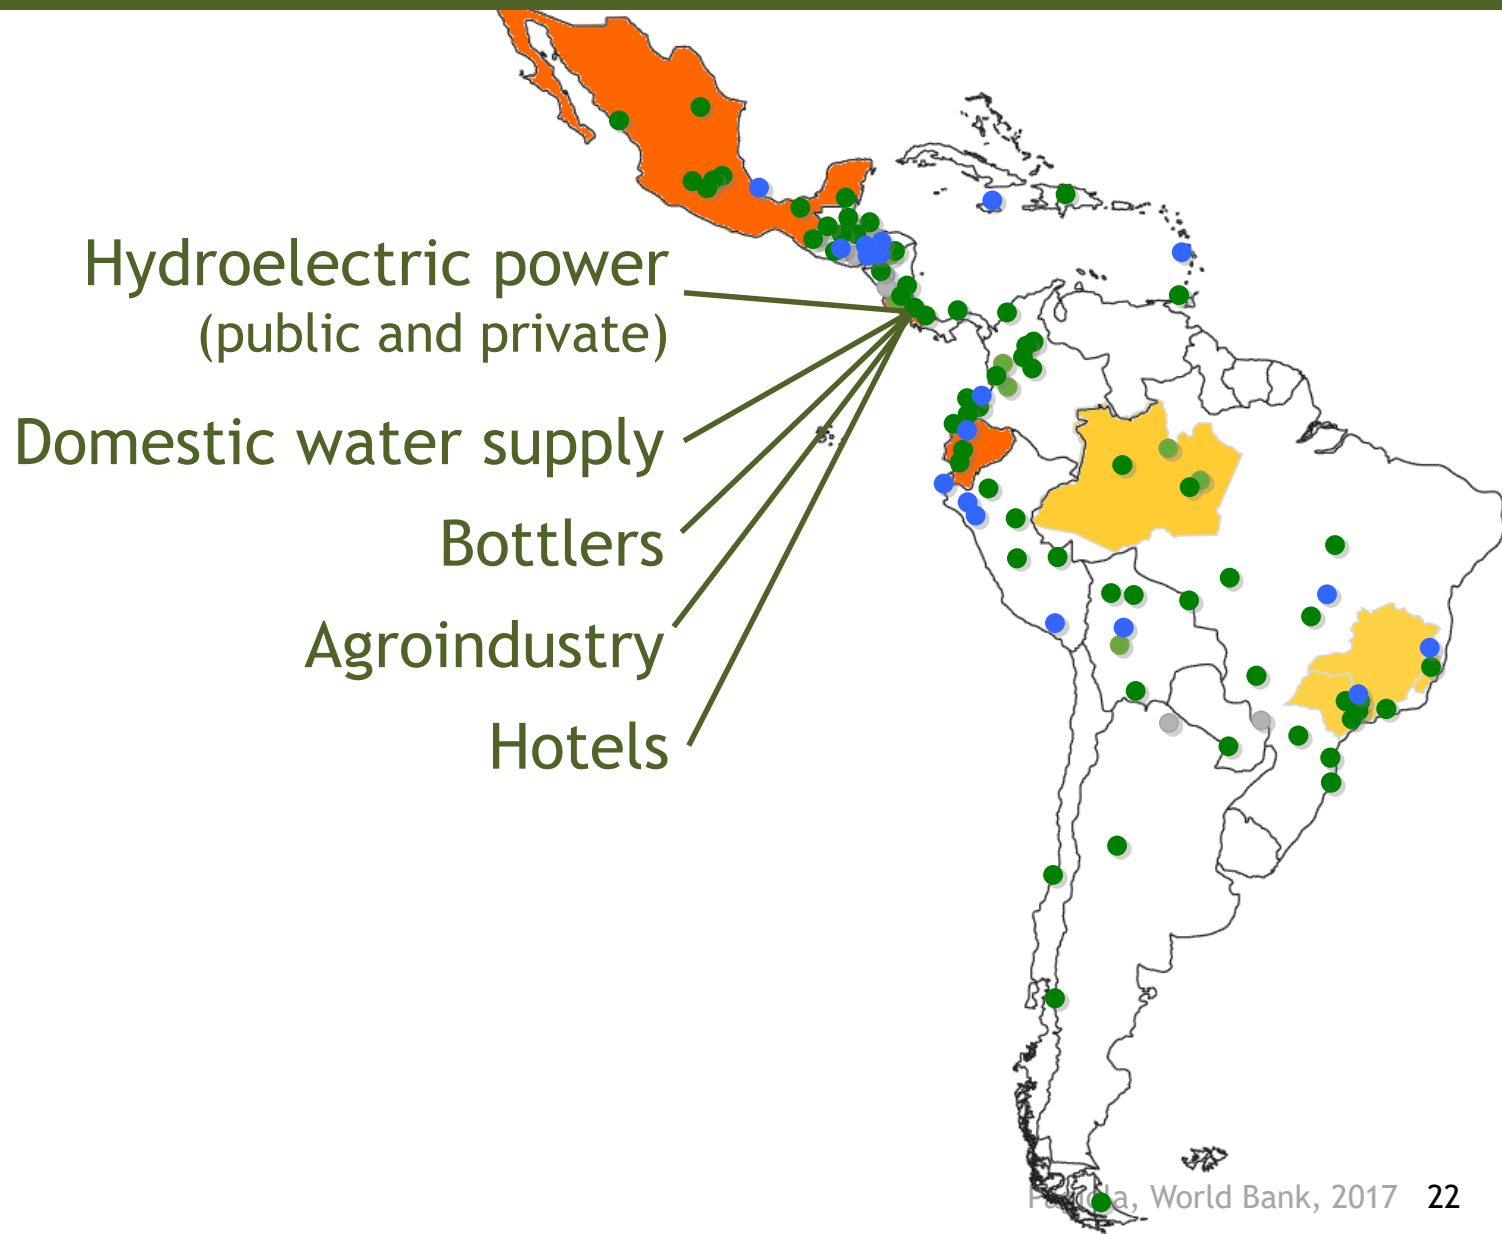 Hydroelectric power
(public and private)
Domestic water supply
Bottlers
Agroindustry
Hotels
World Bank, 2017 22